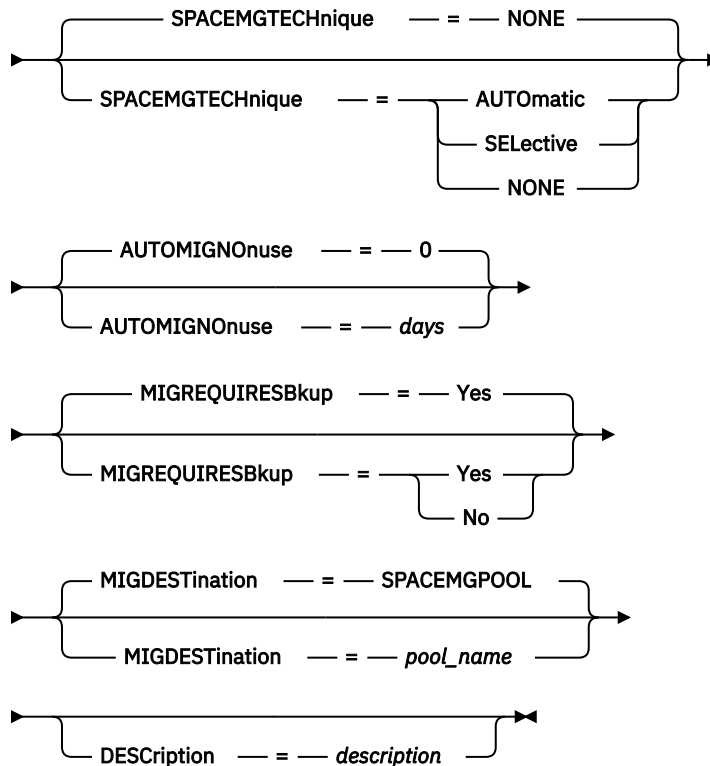 SPACEMGTECHnique = NONE
SPACEMGTECHnique = AUTOmatic
SELective
NONE
AUTOMIGNOnuse = 0
AUTOMIGNOnuse = days
MIGREQUIRESBkup = Yes
MIGREQUIRESBkup = Yes
No
MIGDESTination = SPACEMGPOOL
MIGDESTination = pool_name
DESCription = description